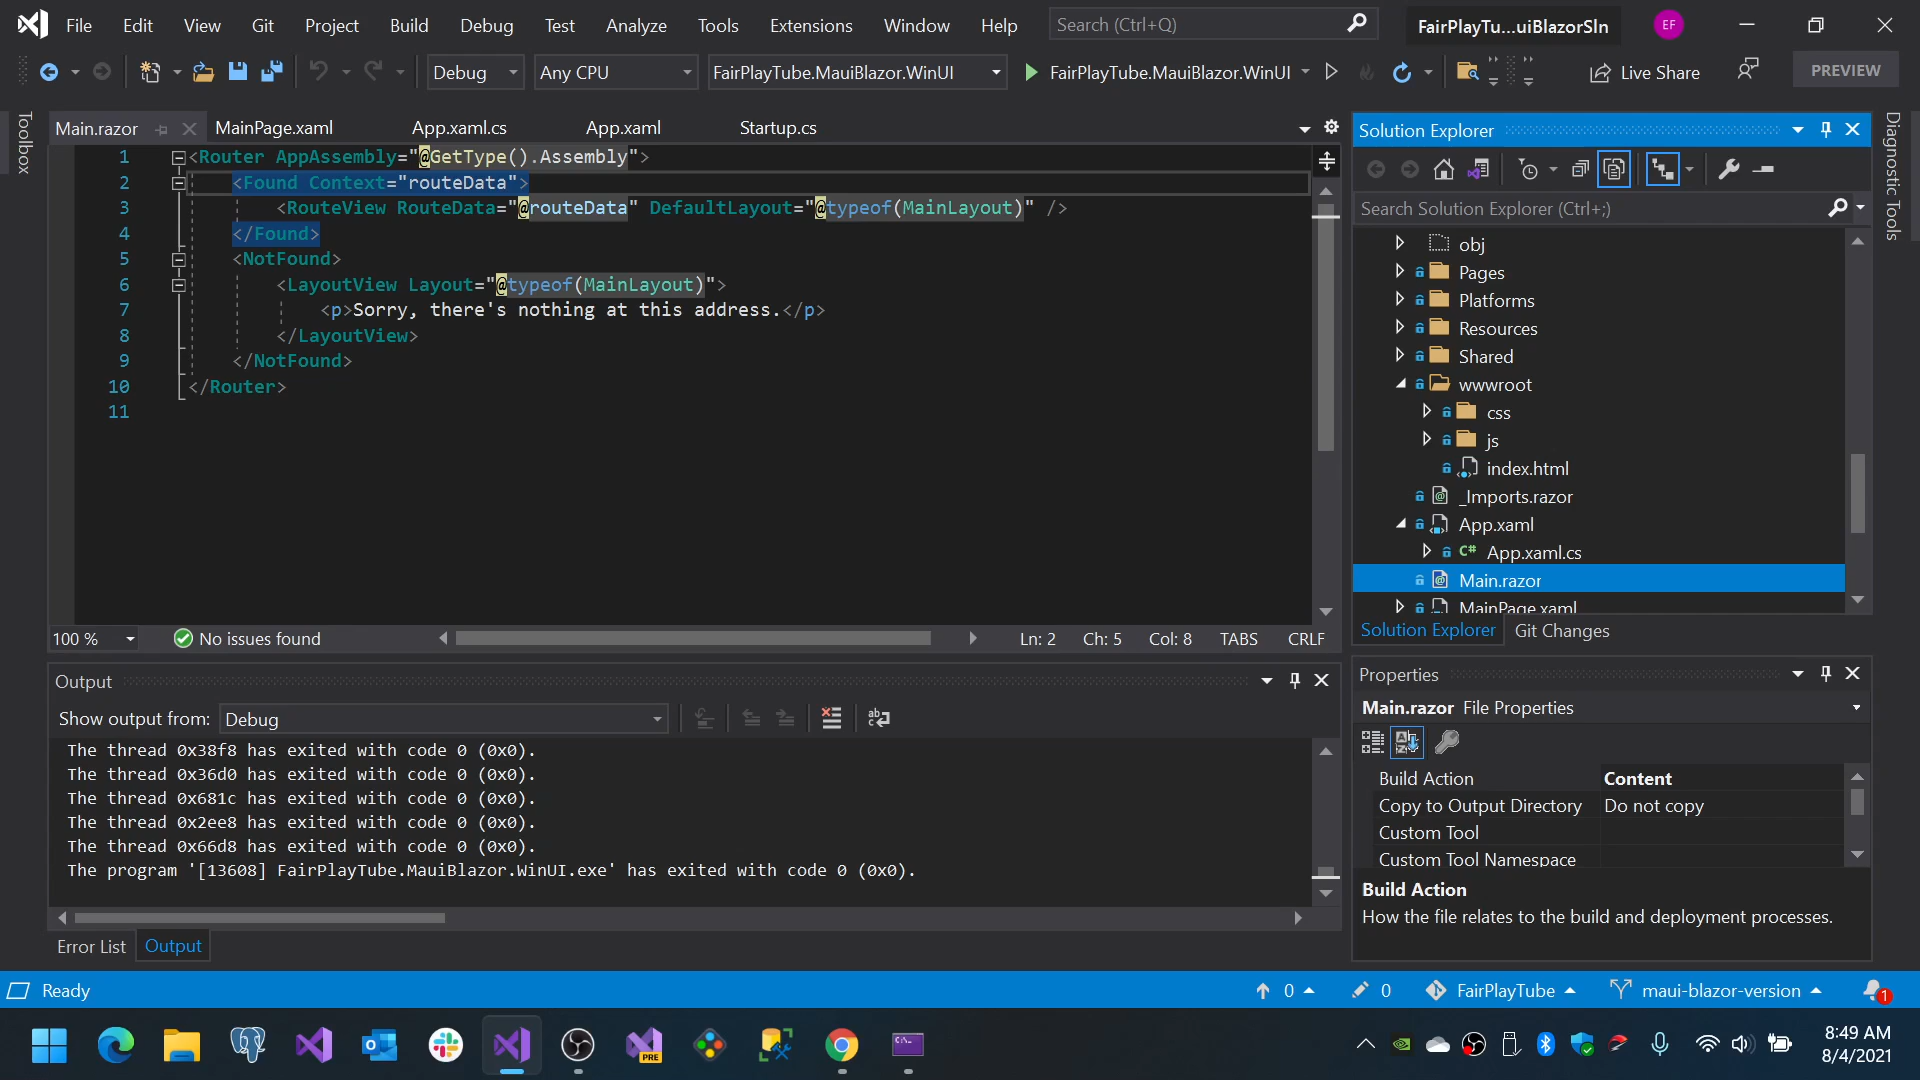 File Edit View Git Project Build Debug Test Analyze Tools Extensions Window Help Search (Ctrl+Q) FairPlayTu...uiBlazorSln EF
Debug Any CPU FairPlayTube.MauiBlazor.WinUI FairPlayTube.MauiBlazor.WinUI Live Share PREVIEW
Toolbox
Main.razor MainPage.xaml App.xaml.cs App.xaml Startup.cs
1 <Router AppAssembly="@GetType().Assembly">
2 <Found Context="routeData">
3 <RouteView RouteData="@routeData" DefaultLayout="@typeof(MainLayout)" />
4 </Found>
5 <NotFound>
6 <LayoutView Layout="@typeof(MainLayout)">
7 <p>Sorry, there's nothing at this address.</p>
8 </LayoutView>
9 </NotFound>
10 </Router>
11
100 % No issues found Ln: 2 Ch: 5 Col: 8 TABS CRLF
Output
Show output from: Debug
The thread 0x38f8 has exited with code 0 (0x0).
The thread 0x36d0 has exited with code 0 (0x0).
The thread 0x681c has exited with code 0 (0x0).
The thread 0x2ee8 has exited with code 0 (0x0).
The thread 0x66d8 has exited with code 0 (0x0).
The program '[13608] FairPlayTube.MauiBlazor.WinUI.exe' has exited with code 0 (0x0).
Error List Output
Solution Explorer
Search Solution Explorer (Ctrl+;)
obj
Pages
Platforms
Resources
Shared
wwwroot
css
js
index.html
_Imports.razor
App.xaml
C# App.xaml.cs
Main.razor
MainPage.xaml
Solution Explorer Git Changes
Properties
Main.razor File Properties
Build Action Content
Copy to Output Directory Do not copy
Custom Tool
Custom Tool Namespace
Build Action
How the file relates to the build and deployment processes.
Diagnostic Tools
Ready 0 0 FairPlayTube maui-blazor-version 1
PRE
8:49 AM
8/4/2021